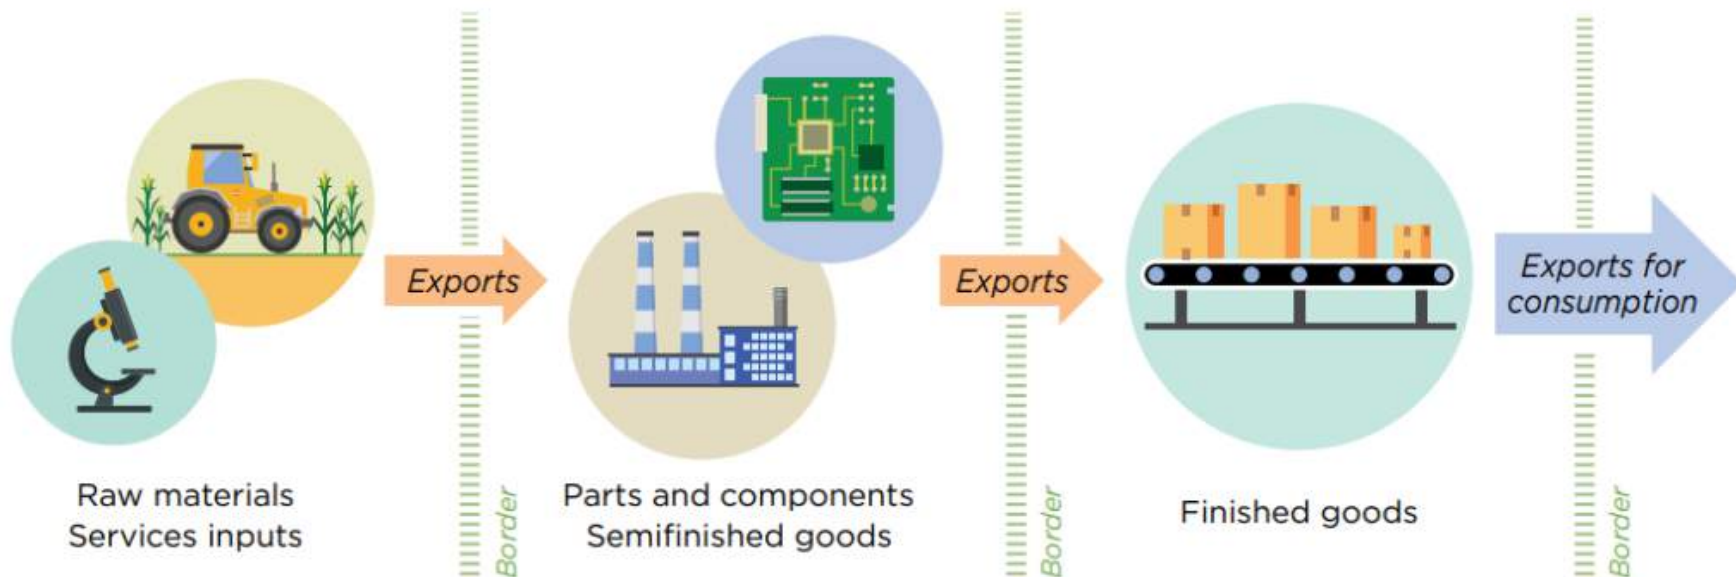 Exports
Exports
Exports for
consumption
Raw materials
Services inputs
Border
Parts and components
Semifinished goods
Border
Finished goods
Border